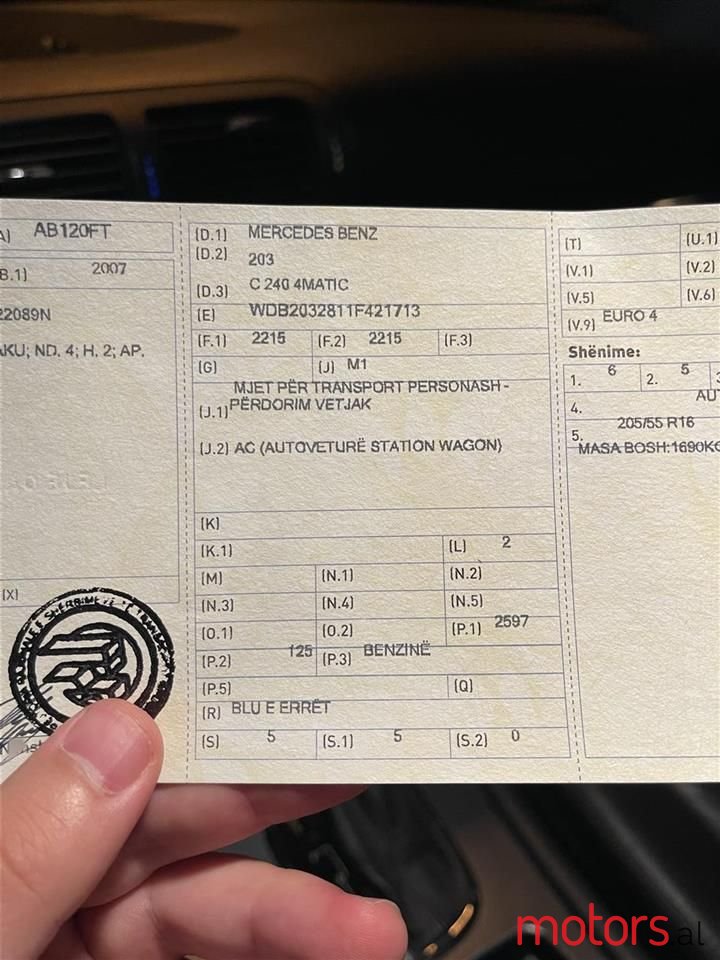 A) AB120FT
B.1) 2007
22089N
AKU; ND. 4; H. 2; AP.
(X)
(D.1) MERCEDES BENZ
(D.2) 203
(D.3) C 240 4MATIC
(E) WDB2032811F421713
(F.1) 2215 (F.2) 2215 (F.3)
(G) (J) M1
(J.1) MJET PËR TRANSPORT PERSONASH -
PËRDORIM VETJAK
(J.2) AC (AUTOVETURË STATION WAGON)
(K)
(K.1) (L) 2
(M) (N.1) (N.2)
(N.3) (N.4) (N.5)
(O.1) (O.2) (P.1) 2597
(P.2) 125 (P.3) BENZINË
(P.5) (Q)
(R) BLU E ERRËT
(S) 5 (S.1) 5 (S.2) 0
(T) (U.1)
(V.1) (V.2)
(V.5) (V.6)
(V.9) EURO 4
Shënime:
1. 6 2. 5
4. AUT
5. 205/55 R16
MASA BOSH:1690KG
motors.al